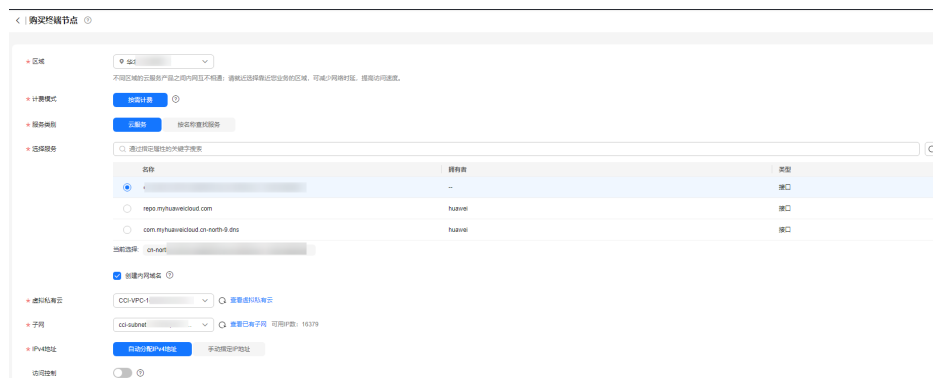 购买终端节点
区域
不同区域的云服务产品之间内网互不相通；请就近选择靠近您业务的区域，可减少网络时延，提高访问速度。
计费模式 按需计费
服务类别 云服务 按名称查找服务
选择服务 通过指定属性的关键字搜索
名称 拥有者 类型
-- 接口
repo.myhuaweicloud.com huawei 接口
com.myhuaweicloud.cn-north-9.dns huawei 接口
当前选择: cn-nort
创建内网域名
虚拟私有云 CCI-VPC-1 查看虚拟私有云
子网 cci-subnet ... 查看已有子网 可用IP数：16379
IPv4地址 自动分配IPv4地址 手动指定IP地址
访问控制